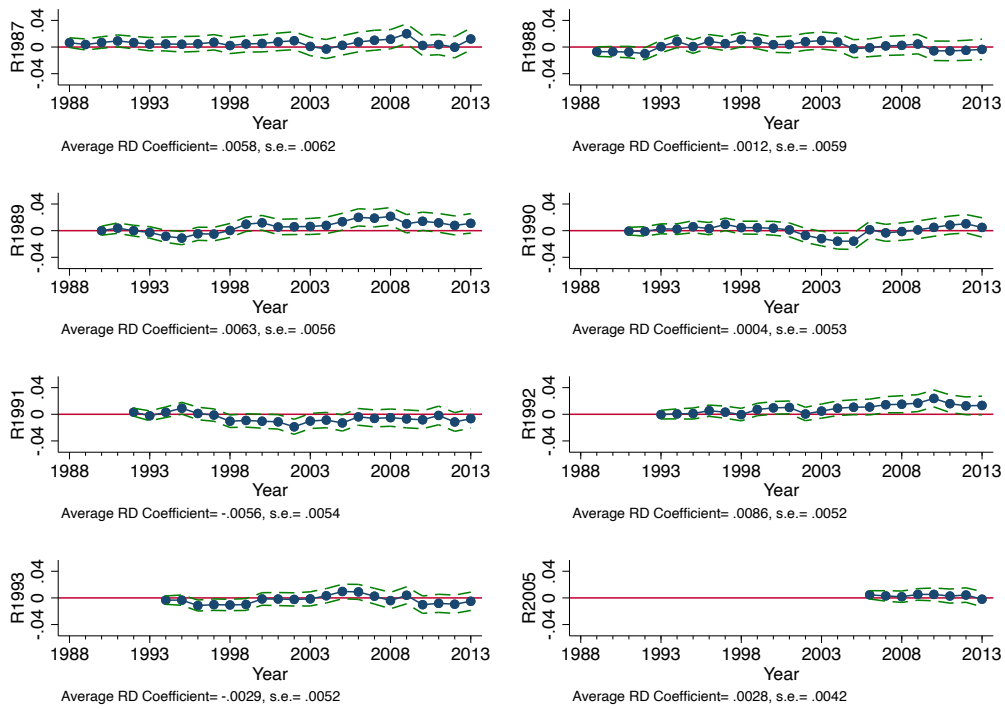 R1987
.04
0
-.04
1988 1993 1998 2003 2008 2013
Year
Average RD Coefficient= .0058, s.e.= .0062
R1988
.04
0
-.04
1988 1993 1998 2003 2008 2013
Year
Average RD Coefficient= .0012, s.e.= .0059
R1989
.04
0
-.04
1988 1993 1998 2003 2008 2013
Year
Average RD Coefficient= .0063, s.e.= .0056
R1990
.04
0
-.04
1988 1993 1998 2003 2008 2013
Year
Average RD Coefficient= .0004, s.e.= .0053
R1991
.04
0
-.04
1988 1993 1998 2003 2008 2013
Year
Average RD Coefficient= -.0056, s.e.= .0054
R1992
.04
0
-.04
1988 1993 1998 2003 2008 2013
Year
Average RD Coefficient= .0086, s.e.= .0052
R1993
.04
0
-.04
1988 1993 1998 2003 2008 2013
Year
Average RD Coefficient= -.0029, s.e.= .0052
R2005
.04
0
-.04
1988 1993 1998 2003 2008 2013
Year
Average RD Coefficient= .0028, s.e.= .0042